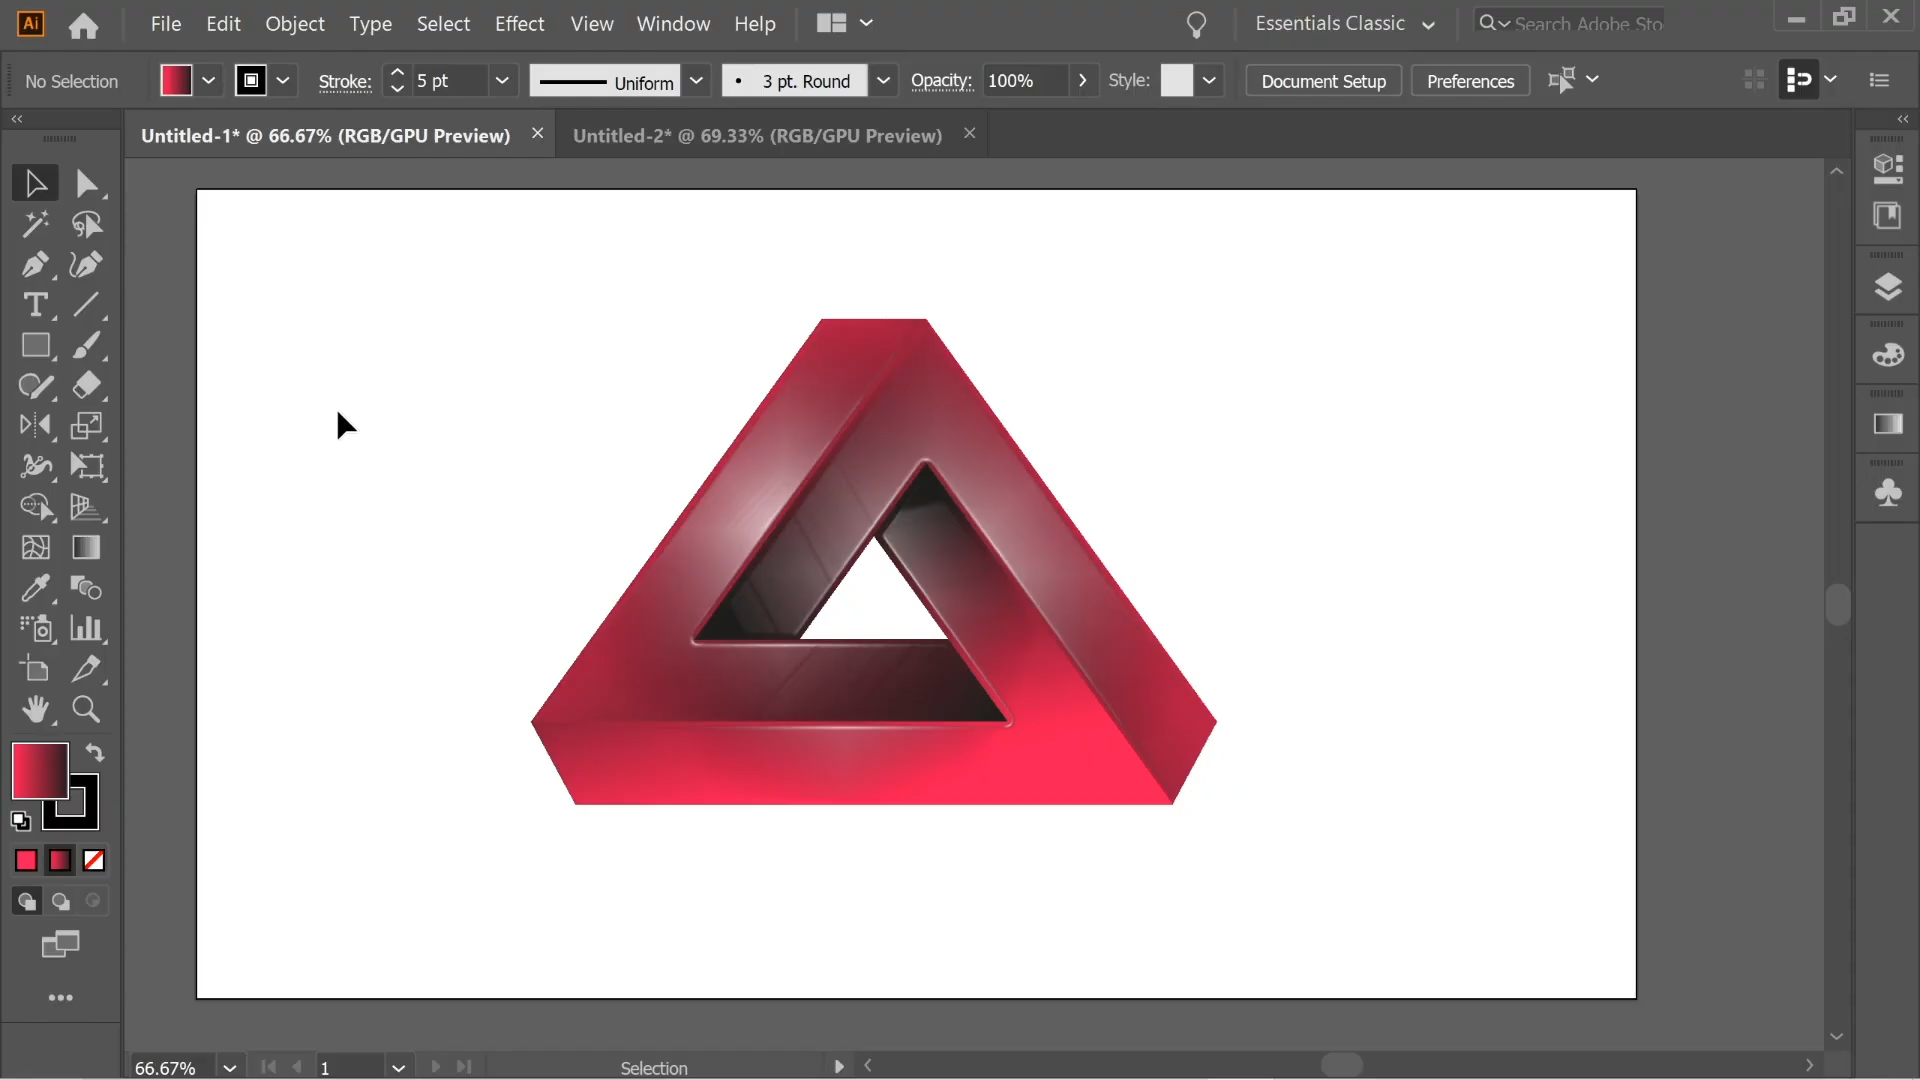 Ai File Edit Object Type Select Effect View Window Help Essentials Classic Search Adobe Sto
No Selection Stroke: 5 pt Uniform 3 pt. Round Opacity: 100% Style: Document Setup Preferences
Untitled-1* @ 66.67% (RGB/GPU Preview) Untitled-2* @ 69.33% (RGB/GPU Preview)
66.67% 1 Selection